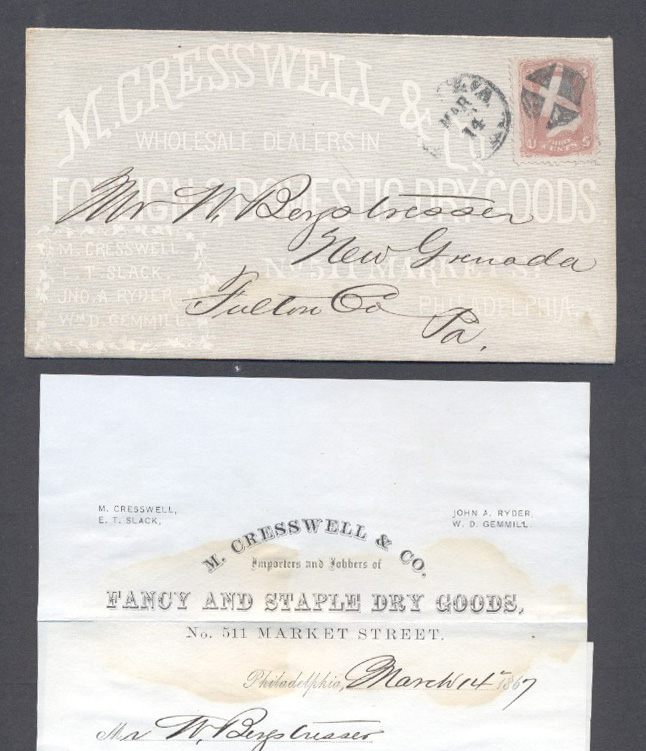 M. CRESSWELL & Co.
WHOLESALE DEALERS IN
FOREIGN & DOMESTIC DRY GOODS
No 511 MARKET ST.
PHILADELPHIA.
M. CRESSWELL
E. T. SLACK,
JNO. A. RYDER,
WM D. GEMMILL
MAR
14
PA.
THREE CENTS
U S
Mr W. Bergstresser
New Grenada
Fulton Co
Pa.
M. CRESSWELL,
E. T. SLACK,
JOHN A. RYDER,
W. D. GEMMILL.
M. CRESSWELL & CO.
Importers and Jobbers of
FANCY AND STAPLE DRY GOODS,
No. 511 MARKET STREET.
Philadelphia, March 14th 1867
Mr W. Bergstresser